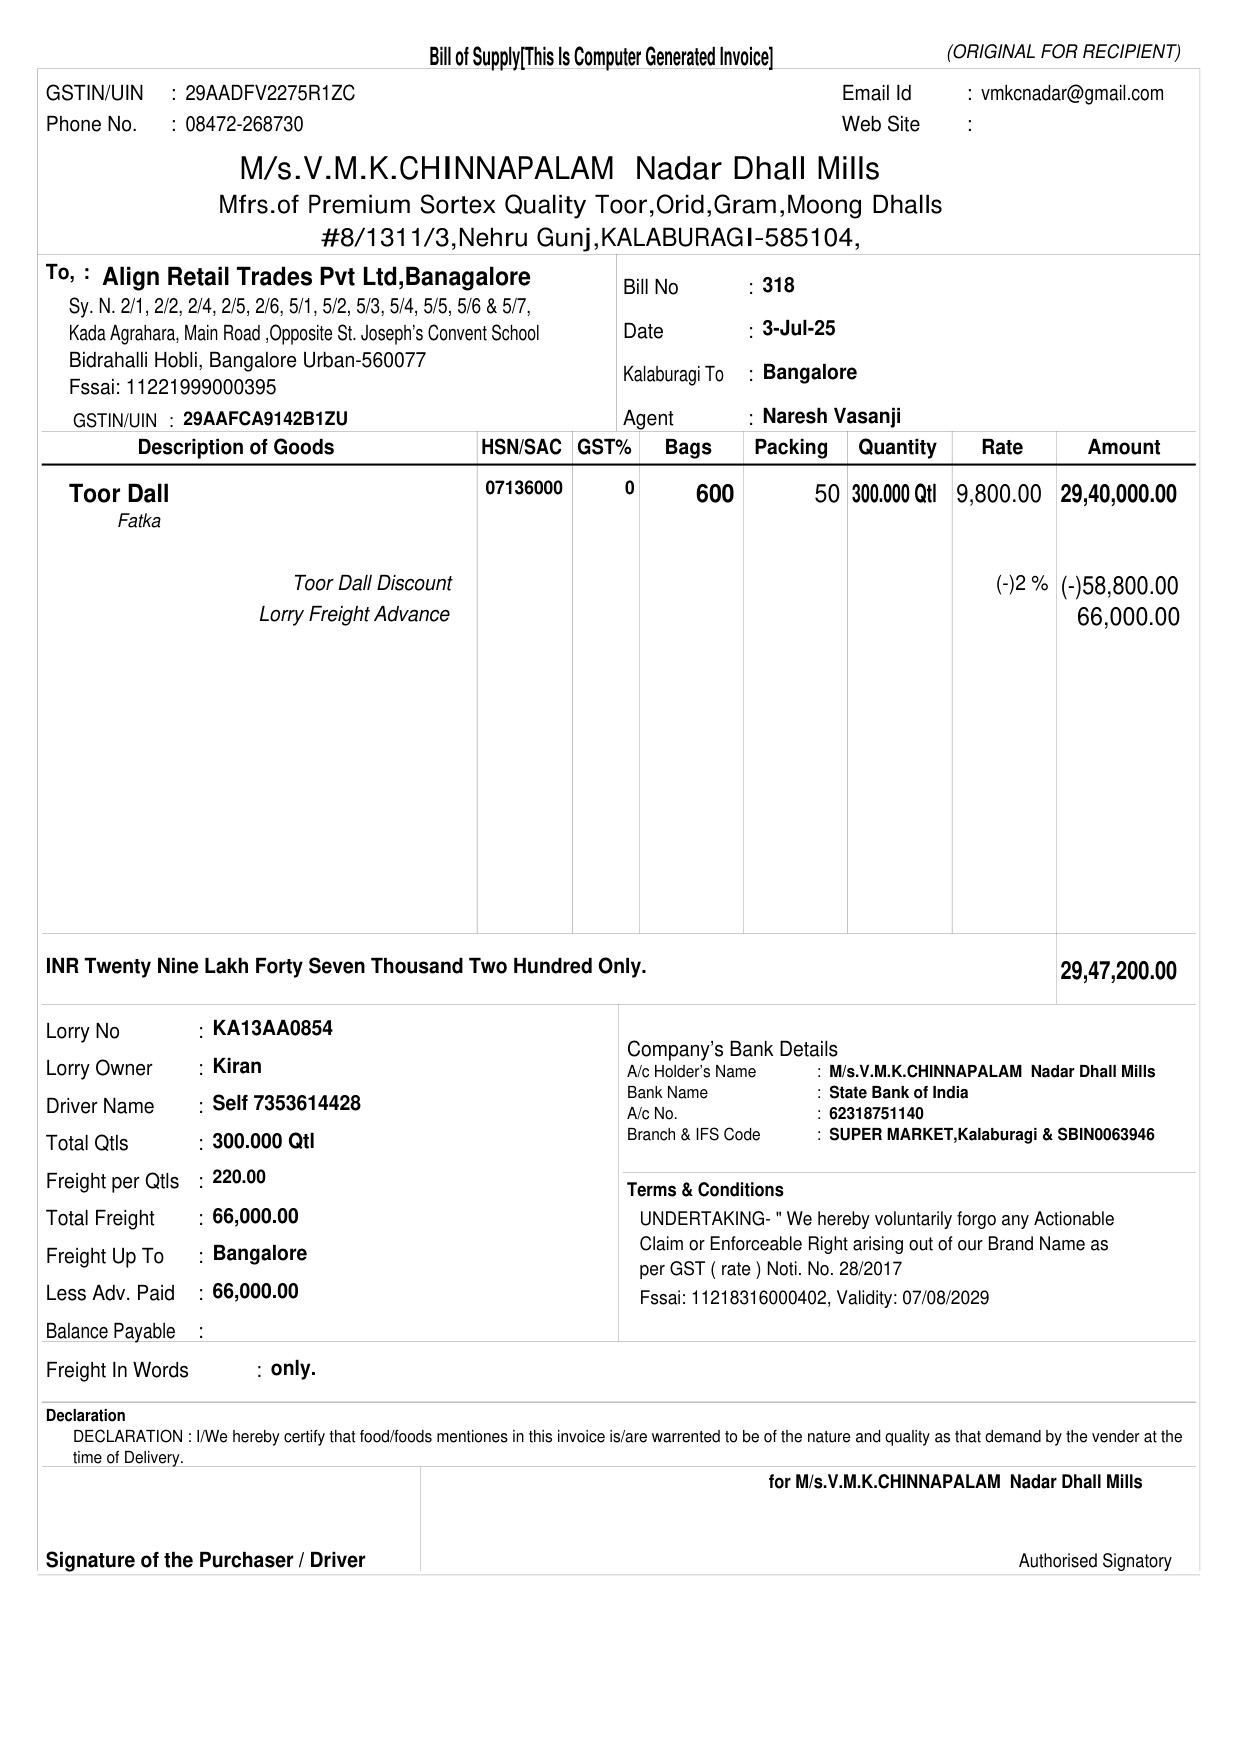 Bill of Supply[This Is Computer Generated Invoice]
(ORIGINAL FOR RECIPIENT)
GSTIN/UIN : 29AADFV2275R1ZC Email Id : vmkcnadar@gmail.com
Phone No. : 08472-268730 Web Site :
M/s.V.M.K.CHINNAPALAM Nadar Dhall Mills
Mfrs.of Premium Sortex Quality Toor,Orid,Gram,Moong Dhalls
#8/1311/3,Nehru Gunj,KALABURAGI-585104,
To, : Align Retail Trades Pvt Ltd,Banagalore
Sy. N. 2/1, 2/2, 2/4, 2/5, 2/6, 5/1, 5/2, 5/3, 5/4, 5/5, 5/6 & 5/7,
Kada Agrahara, Main Road ,Opposite St. Joseph's Convent School
Bidrahalli Hobli, Bangalore Urban-560077
Fssai: 11221999000395
GSTIN/UIN : 29AAFCA9142B1ZU
Bill No : 318
Date : 3-Jul-25
Kalaburagi To : Bangalore
Agent : Naresh Vasanji
Description of Goods HSN/SAC GST% Bags Packing Quantity Rate Amount
Toor Dall 07136000 0 600 50 300.000 Qtl 9,800.00 29,40,000.00
Fatka
Toor Dall Discount (-)2 % (-)58,800.00
Lorry Freight Advance 66,000.00
INR Twenty Nine Lakh Forty Seven Thousand Two Hundred Only. 29,47,200.00
Lorry No : KA13AA0854
Lorry Owner : Kiran
Driver Name : Self 7353614428
Total Qtls : 300.000 Qtl
Freight per Qtls : 220.00
Total Freight : 66,000.00
Freight Up To : Bangalore
Less Adv. Paid : 66,000.00
Balance Payable :
Company's Bank Details
A/c Holder's Name : M/s.V.M.K.CHINNAPALAM Nadar Dhall Mills
Bank Name : State Bank of India
A/c No. : 62318751140
Branch & IFS Code : SUPER MARKET,Kalaburagi & SBIN0063946
Terms & Conditions
UNDERTAKING- " We hereby voluntarily forgo any Actionable
Claim or Enforceable Right arising out of our Brand Name as
per GST ( rate ) Noti. No. 28/2017
Fssai: 11218316000402, Validity: 07/08/2029
Freight In Words : only.
Declaration
DECLARATION : I/We hereby certify that food/foods mentiones in this invoice is/are warrented to be of the nature and quality as that demand by the vender at the
time of Delivery.
for M/s.V.M.K.CHINNAPALAM Nadar Dhall Mills
Signature of the Purchaser / Driver Authorised Signatory